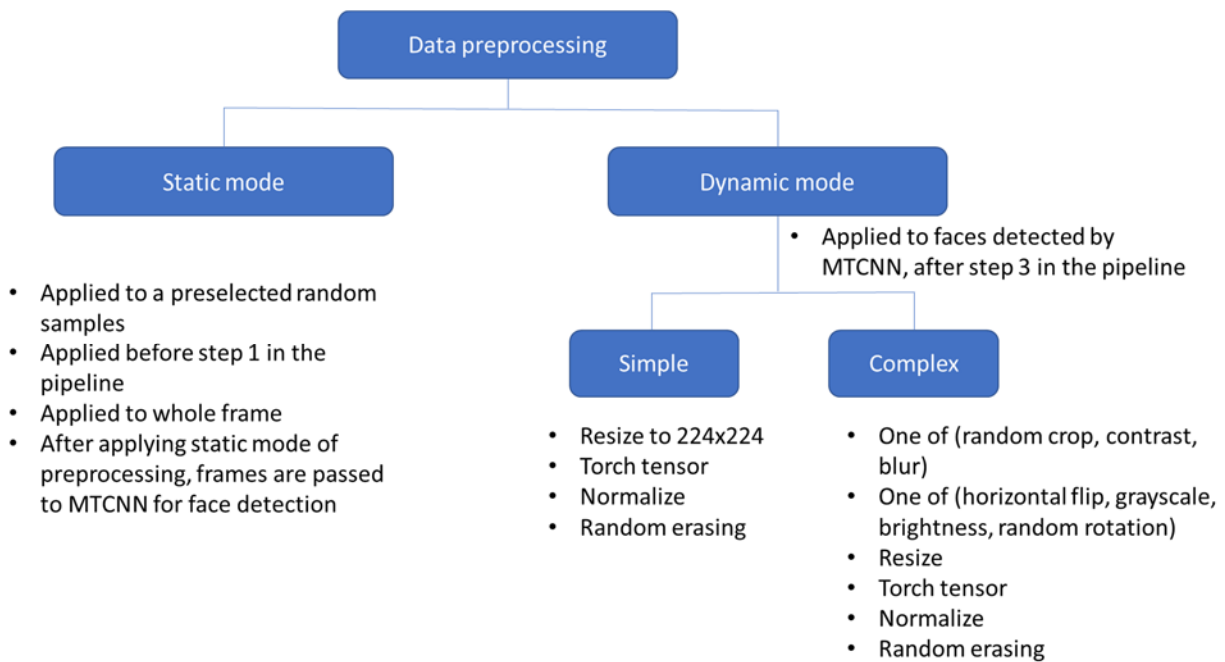 Data preprocessing
Static mode
Dynamic mode
• Applied to faces detected by
MTCNN, after step 3 in the pipeline
• Applied to a preselected random
samples
• Applied before step 1 in the
pipeline
• Applied to whole frame
• After applying static mode of
preprocessing, frames are passed
to MTCNN for face detection
Simple
Complex
• Resize to 224x224
• Torch tensor
• Normalize
• Random erasing
• One of (random crop, contrast,
blur)
• One of (horizontal flip, grayscale,
brightness, random rotation)
• Resize
• Torch tensor
• Normalize
• Random erasing